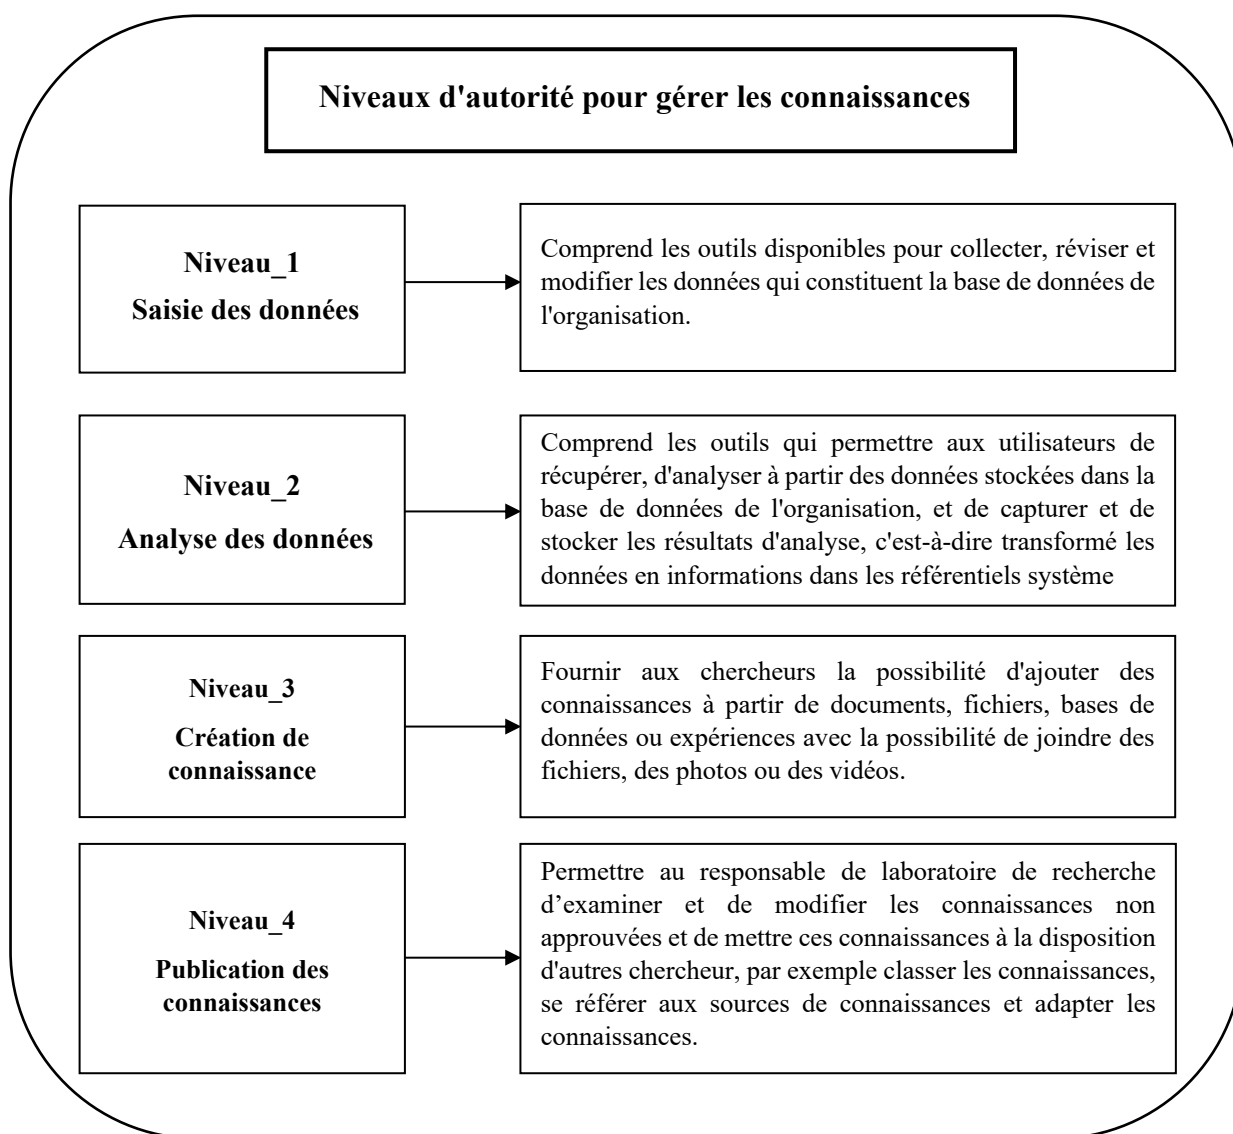 Niveaux d'autorité pour gérer les connaissances
Niveau_1
Saisie des données
Comprend les outils disponibles pour collecter, réviser et
modifier les données qui constituent la base de données de
l'organisation.
Niveau_2
Analyse des données
Comprend les outils qui permettre aux utilisateurs de
récupérer, d'analyser à partir des données stockées dans la
base de données de l'organisation, et de capturer et de
stocker les résultats d'analyse, c'est-à-dire transformé les
données en informations dans les référentiels système
Niveau_3
Création de
connaissance
Fournir aux chercheurs la possibilité d'ajouter des
connaissances à partir de documents, fichiers, bases de
données ou expériences avec la possibilité de joindre des
fichiers, des photos ou des vidéos.
Niveau_4
Publication des
connaissances
Permettre au responsable de laboratoire de recherche
d’examiner et de modifier les connaissances non
approuvées et de mettre ces connaissances à la disposition
d'autres chercheur, par exemple classer les connaissances,
se référer aux sources de connaissances et adapter les
connaissances.